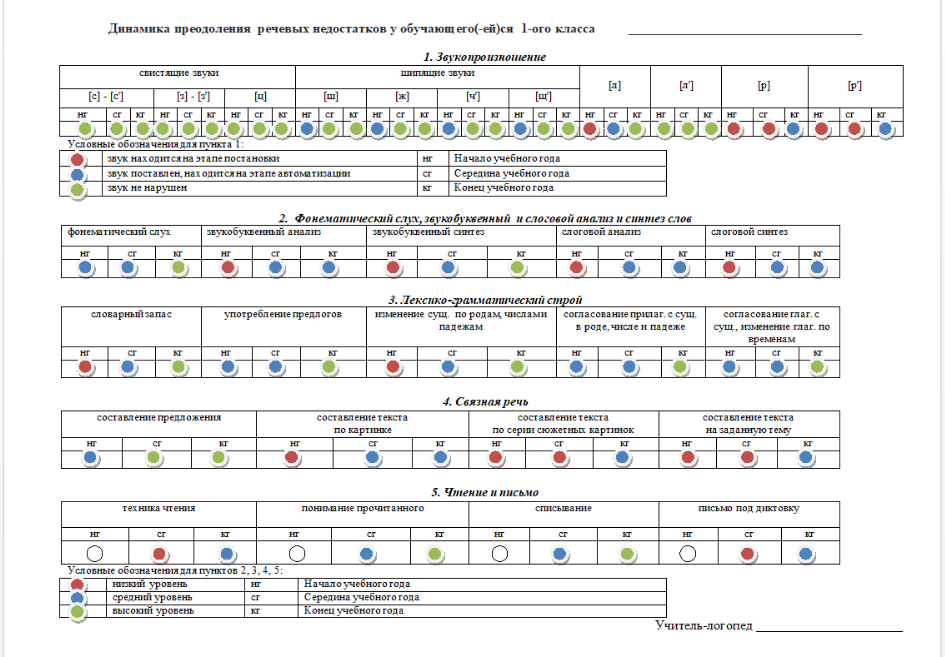 Динамика преодоления речевых недостатков у обучающего(-ей)ся 1-ого класса
1. Звукопроизношение
свистящие звуки шипящие звуки [л] [л'] [р] [р']
[с] - [с'] [з] - [з'] [ц] [ш] [ж] [ч'] [щ']
нг сг кг нг сг кг нг сг кг нг сг кг нг сг кг нг сг кг нг сг кг нг сг кг нг сг кг нг сг кг нг сг кг
Условные обозначения для пункта 1:
звук находится на этапе постановки нг Начало учебного года
звук поставлен, находится на этапе автоматизации сг Середина учебного года
звук не нарушен кг Конец учебного года
2. Фонематический слух, звукобуквенный и слоговой анализ и синтез слов
фонематический слух звукобуквенный анализ звукобуквенный синтез слоговой анализ слоговой синтез
нг сг кг нг сг кг нг сг кг нг сг кг нг сг кг
3. Лексико-грамматический строй
словарный запас употребление предлогов изменение сущ. по родам, числами падежам согласование прилаг. с сущ. в роде, числе и падеже согласование глаг. с сущ., изменение глаг. по временам
нг сг кг нг сг кг нг сг кг нг сг кг нг сг кг
4. Связная речь
составление предложения составление текста по картинке составление текста по серии сюжетных картинок составление текста на заданную тему
нг сг кг нг сг кг нг сг кг нг сг кг
5. Чтение и письмо
техника чтения понимание прочитанного списывание письмо под диктовку
нг сг кг нг сг кг нг сг кг нг сг кг
Условные обозначения для пунктов 2, 3, 4, 5:
низкий уровень нг Начало учебного года
средний уровень сг Середина учебного года
высокий уровень кг Конец учебного года
Учитель-логопед